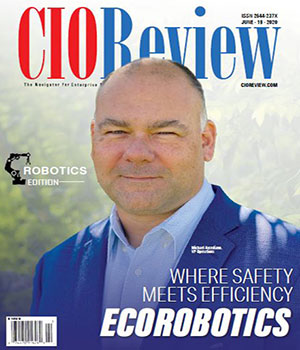 ISSN 2644-237X
JUNE - 18 - 2020
CIOReview
The Navigator for Enterprise
CIOREVIEW.COM
ROBOTICS
EDITION
Michael
VP Operations
WHERE SAFETY
MEETS EFFICIENCY
ECOROBOTICS